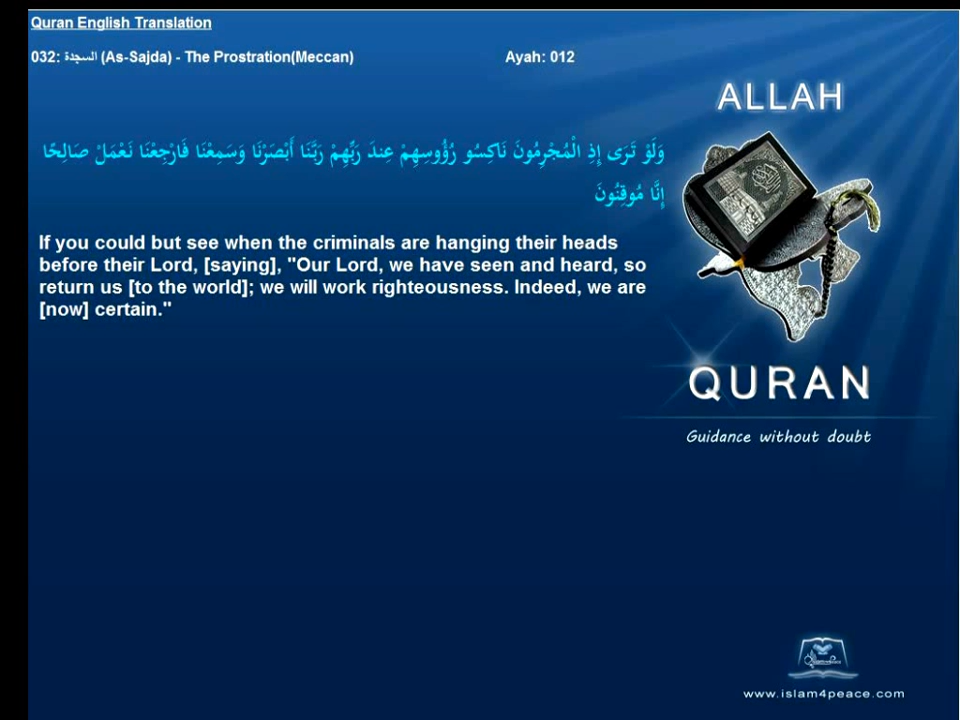 Quran English Translation
032: السجدة (As-Sajda) - The Prostration(Meccan) Ayah: 012
ALLAH
وَلَوْ تَرَى إِذِ الْمُجْرِمُونَ نَاكِسُو رُؤُوسِهِمْ عِندَ رَبِّهِمْ رَبَّنَا أَبْصَرْنَا وَسَمِعْنَا فَارْجِعْنَا نَعْمَلْ صَالِحًا
إِنَّا مُوقِنُونَ
If you could but see when the criminals are hanging their heads
before their Lord, [saying], "Our Lord, we have seen and heard, so
return us [to the world]; we will work righteousness. Indeed, we are
[now] certain."
QURAN
Guidance without doubt
www.islam4peace.com